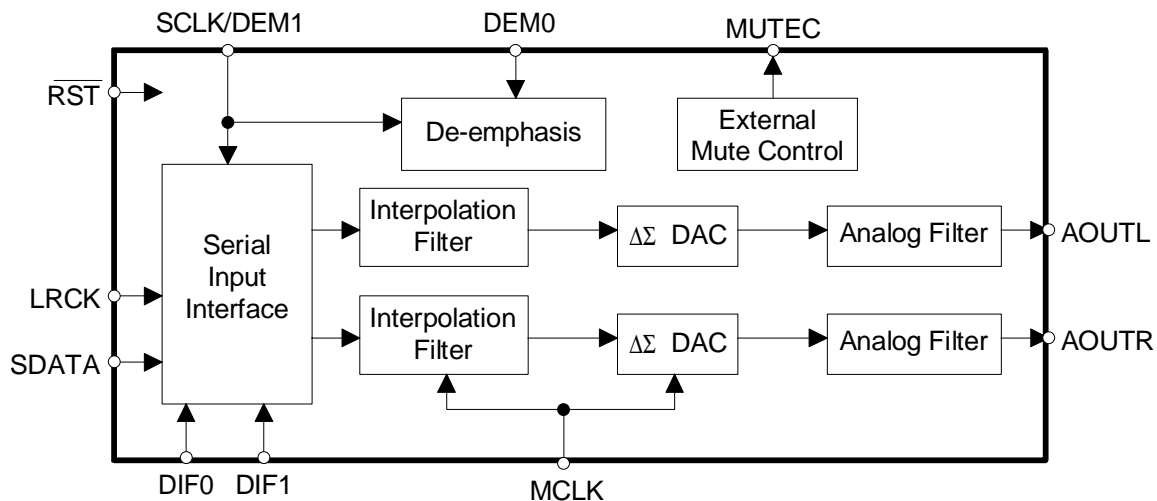 SCLK/DEM1
DEM0
MUTEC
RST
De-emphasis
External
Mute Control
Serial
Input
Interface
Interpolation
Filter
ΔΣ DAC
Analog Filter
AOUTL
LRCK
SDATA
Interpolation
Filter
ΔΣ DAC
Analog Filter
AOUTR
DIF0
DIF1
MCLK